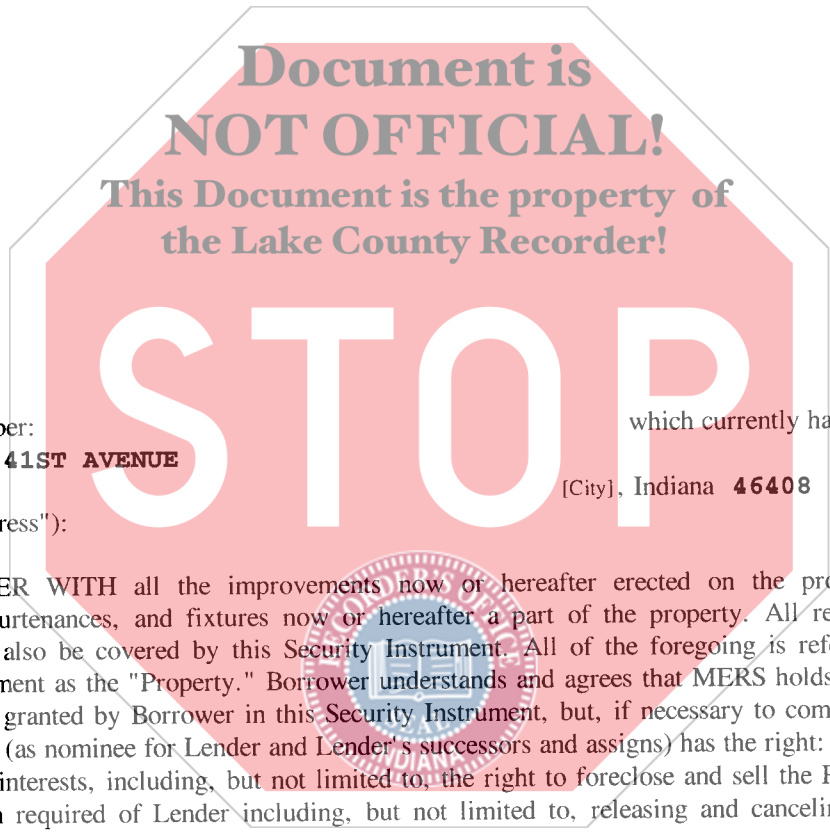 Document is
NOT OFFICIAL!
This Document is the property of
the Lake County Recorder!
STOP
ber:
which currently ha
41ST AVENUE
[City], Indiana 46408
ress"):
ER WITH all the improvements now or hereafter erected on the pro
urtenances, and fixtures now or hereafter a part of the property. All re
also be covered by this Security Instrument. All of the foregoing is refe
ment as the "Property." Borrower understands and agrees that MERS holds
granted by Borrower in this Security Instrument, but, if necessary to com
(as nominee for Lender and Lender's successors and assigns) has the right:
interests, including, but not limited to, the right to foreclose and sell the P
n required of Lender including, but not limited to, releasing and cancelin
RECORDER'S OFFICE
SEAL
INDIANA